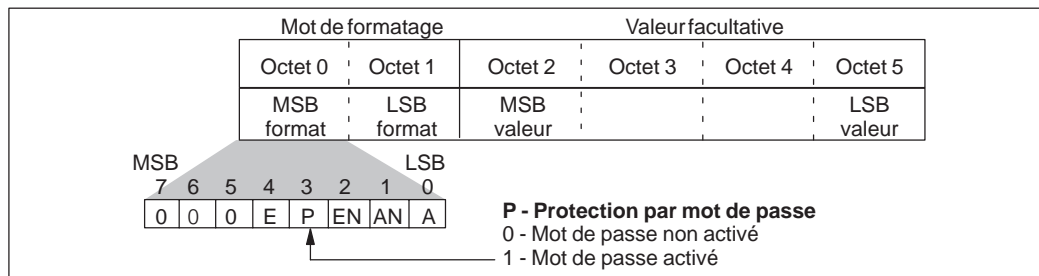 Mot de formatage Valeur facultative
Octet 0 Octet 1 Octet 2 Octet 3 Octet 4 Octet 5
MSB LSB MSB LSB
format format valeur valeur
MSB LSB
7 6 5 4 3 2 1 0
0 0 0 E P EN AN A
P - Protection par mot de passe
0 - Mot de passe non activé
1 - Mot de passe activé